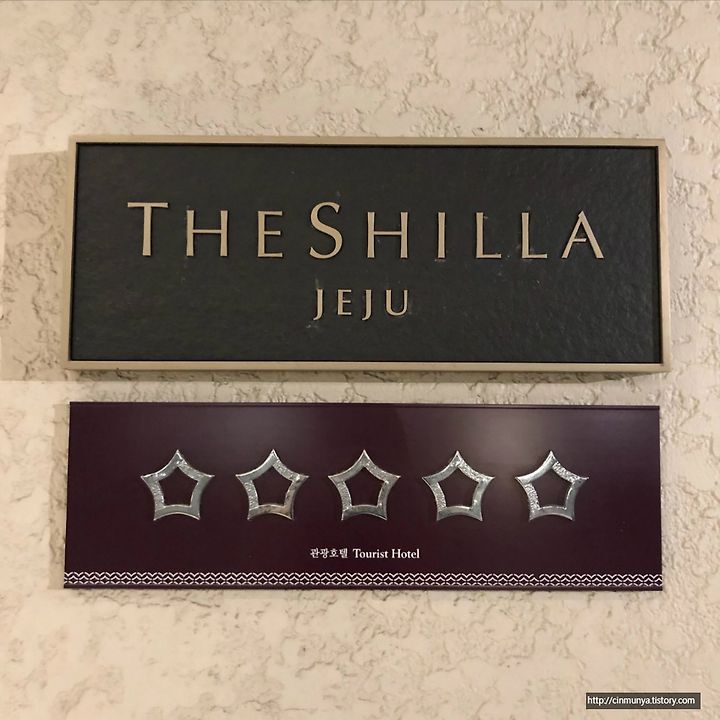 THE SHILLA
JEJU
관광호텔 Tourist Hotel
http://cinmunya.tistory.com